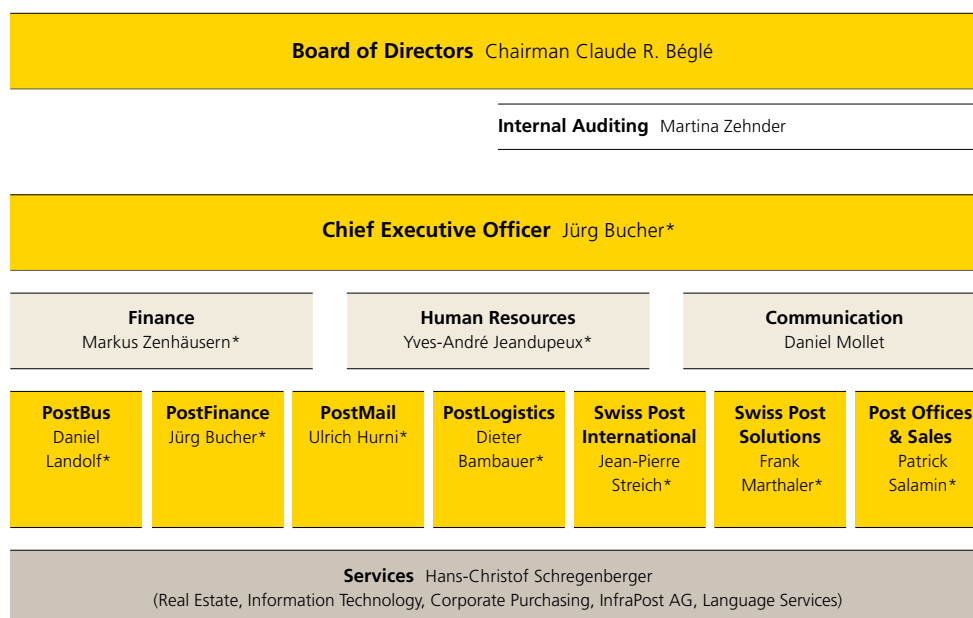 Board of Directors Chairman Claude R. Béglé
Internal Auditing Martina Zehnder
Chief Executive Officer Jürg Bucher*
Finance
Markus Zenhäusern*
Human Resources
Yves-André Jeandupeux*
Communication
Daniel Mollet
PostBus
Daniel
Landolf*
PostFinance
Jürg Bucher*
PostMail
Ulrich Hurni*
PostLogistics
Dieter
Bambauer*
Swiss Post
International
Jean-Pierre
Streich*
Swiss Post
Solutions
Frank
Marthaler*
Post Offices
& Sales
Patrick
Salamin*
Services Hans-Christof Schregenberger
(Real Estate, Information Technology, Corporate Purchasing, InfraPost AG, Language Services)